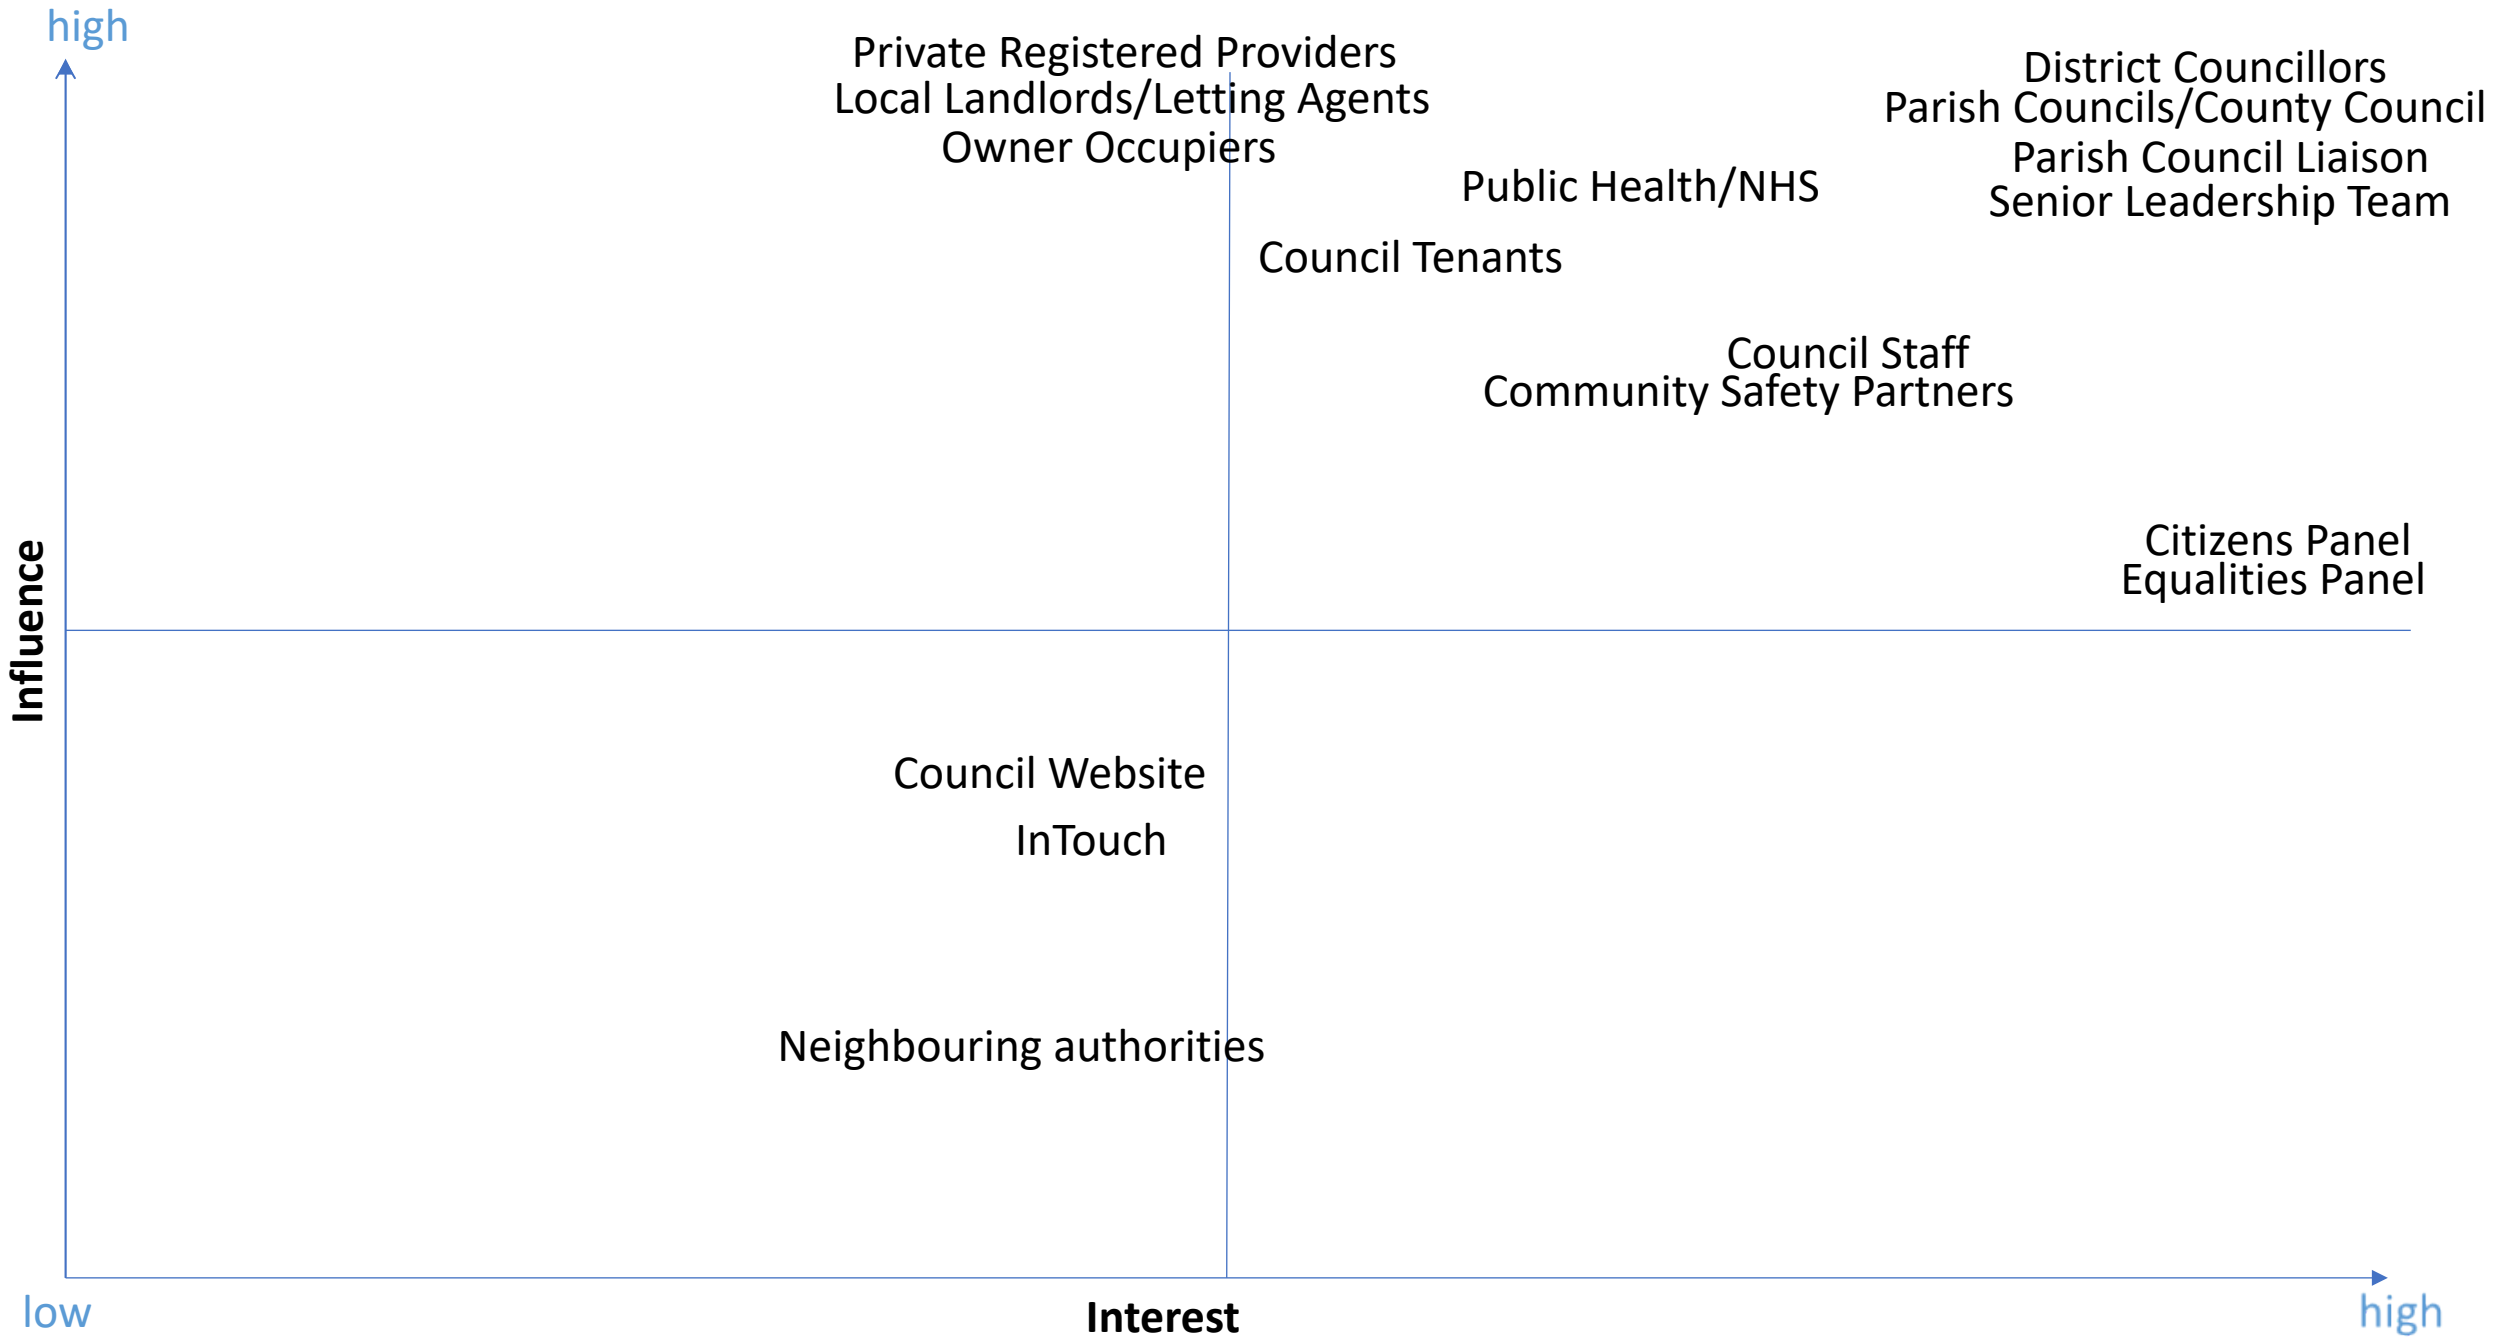 high
Private Registered Providers
Local Landlords/Letting Agents
Owner Occupiers
District Councillors
Parish Councils/County Council
Parish Council Liaison
Senior Leadership Team
Public Health/NHS
Council Tenants
Council Staff
Community Safety Partners
Citizens Panel
Equalities Panel
Influence
Council Website
InTouch
Neighbouring authorities
low
Interest
high